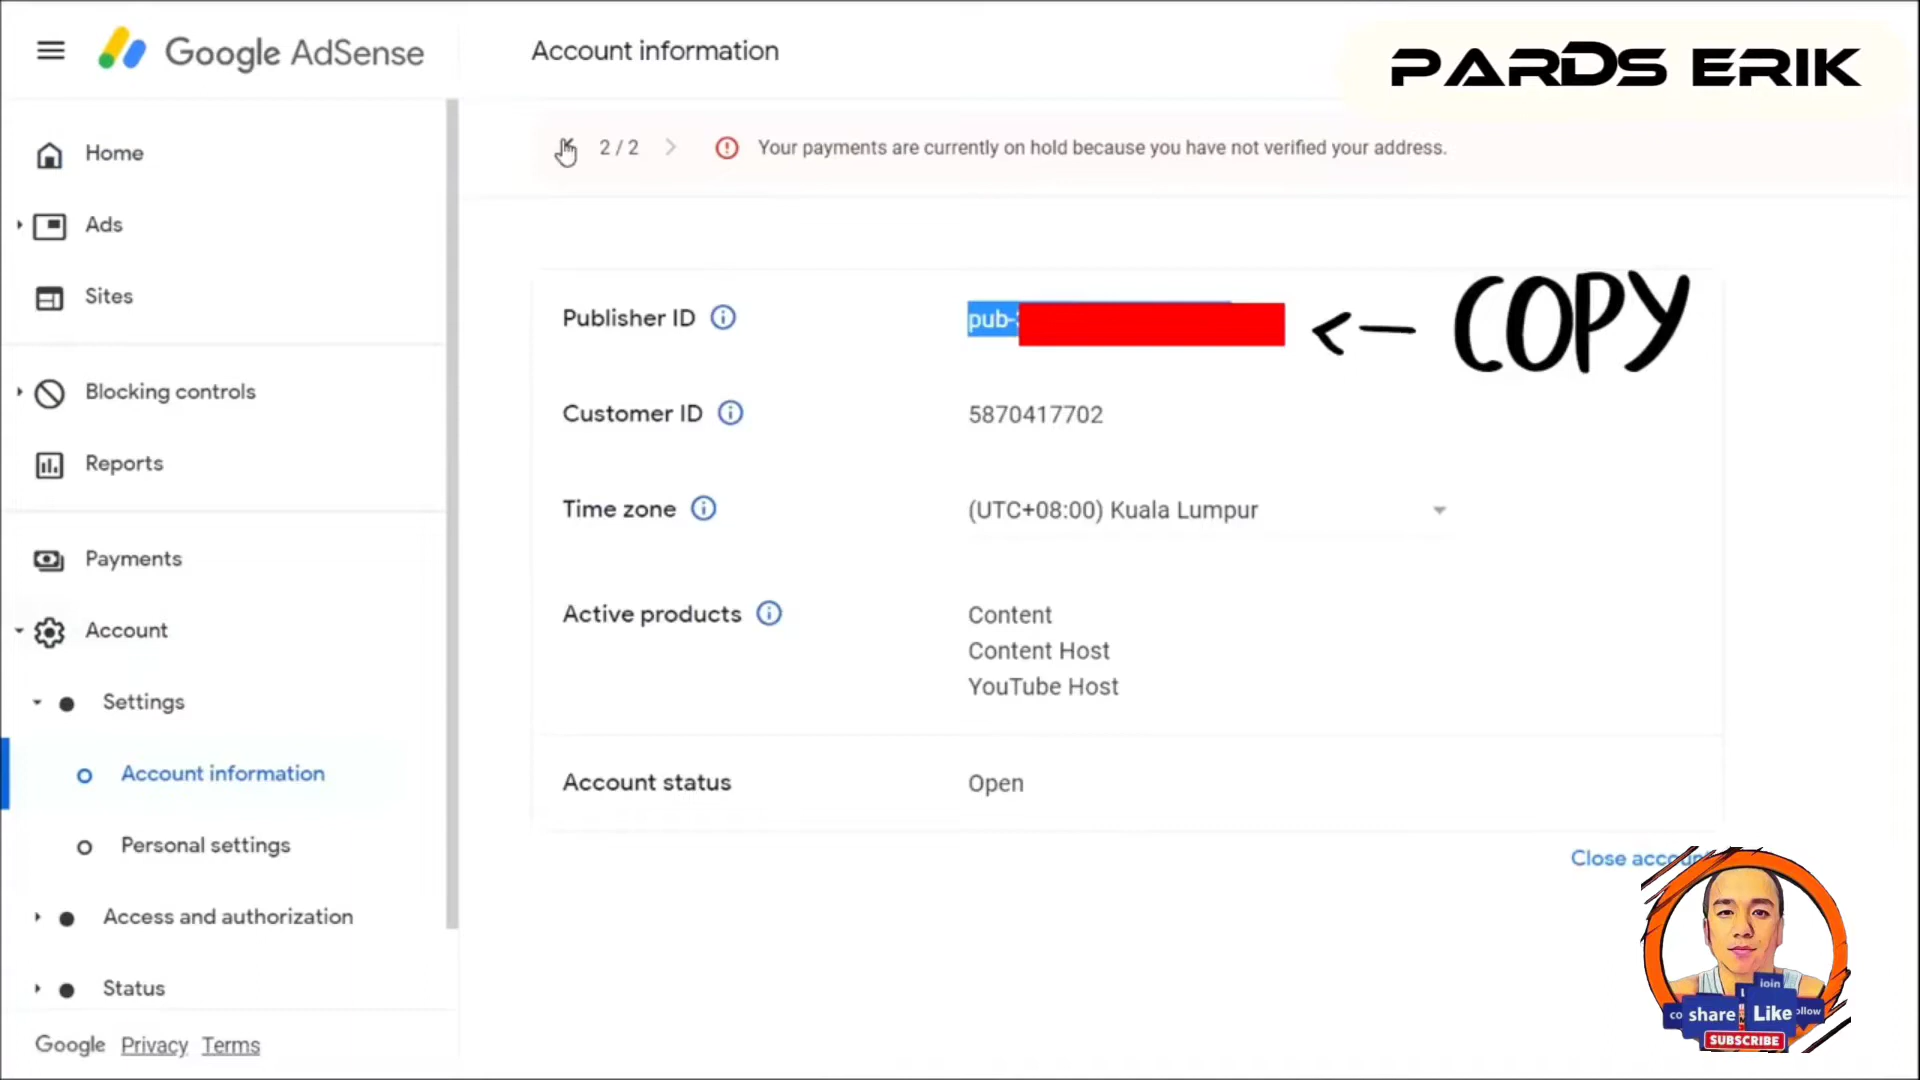 Google AdSense
Account information
PARDS ERIK
2 / 2
Your payments are currently on hold because you have not verified your address.
Home
Ads
Sites
Blocking controls
Reports
Payments
Account
Settings
Account information
Personal settings
Access and authorization
Status
Google Privacy Terms
Publisher ID
pub-
<- COPY
Customer ID
5870417702
Time zone
(UTC+08:00) Kuala Lumpur
Active products
Content
Content Host
YouTube Host
Account status
Open
Close account
join
share Like
SUBSCRIBE